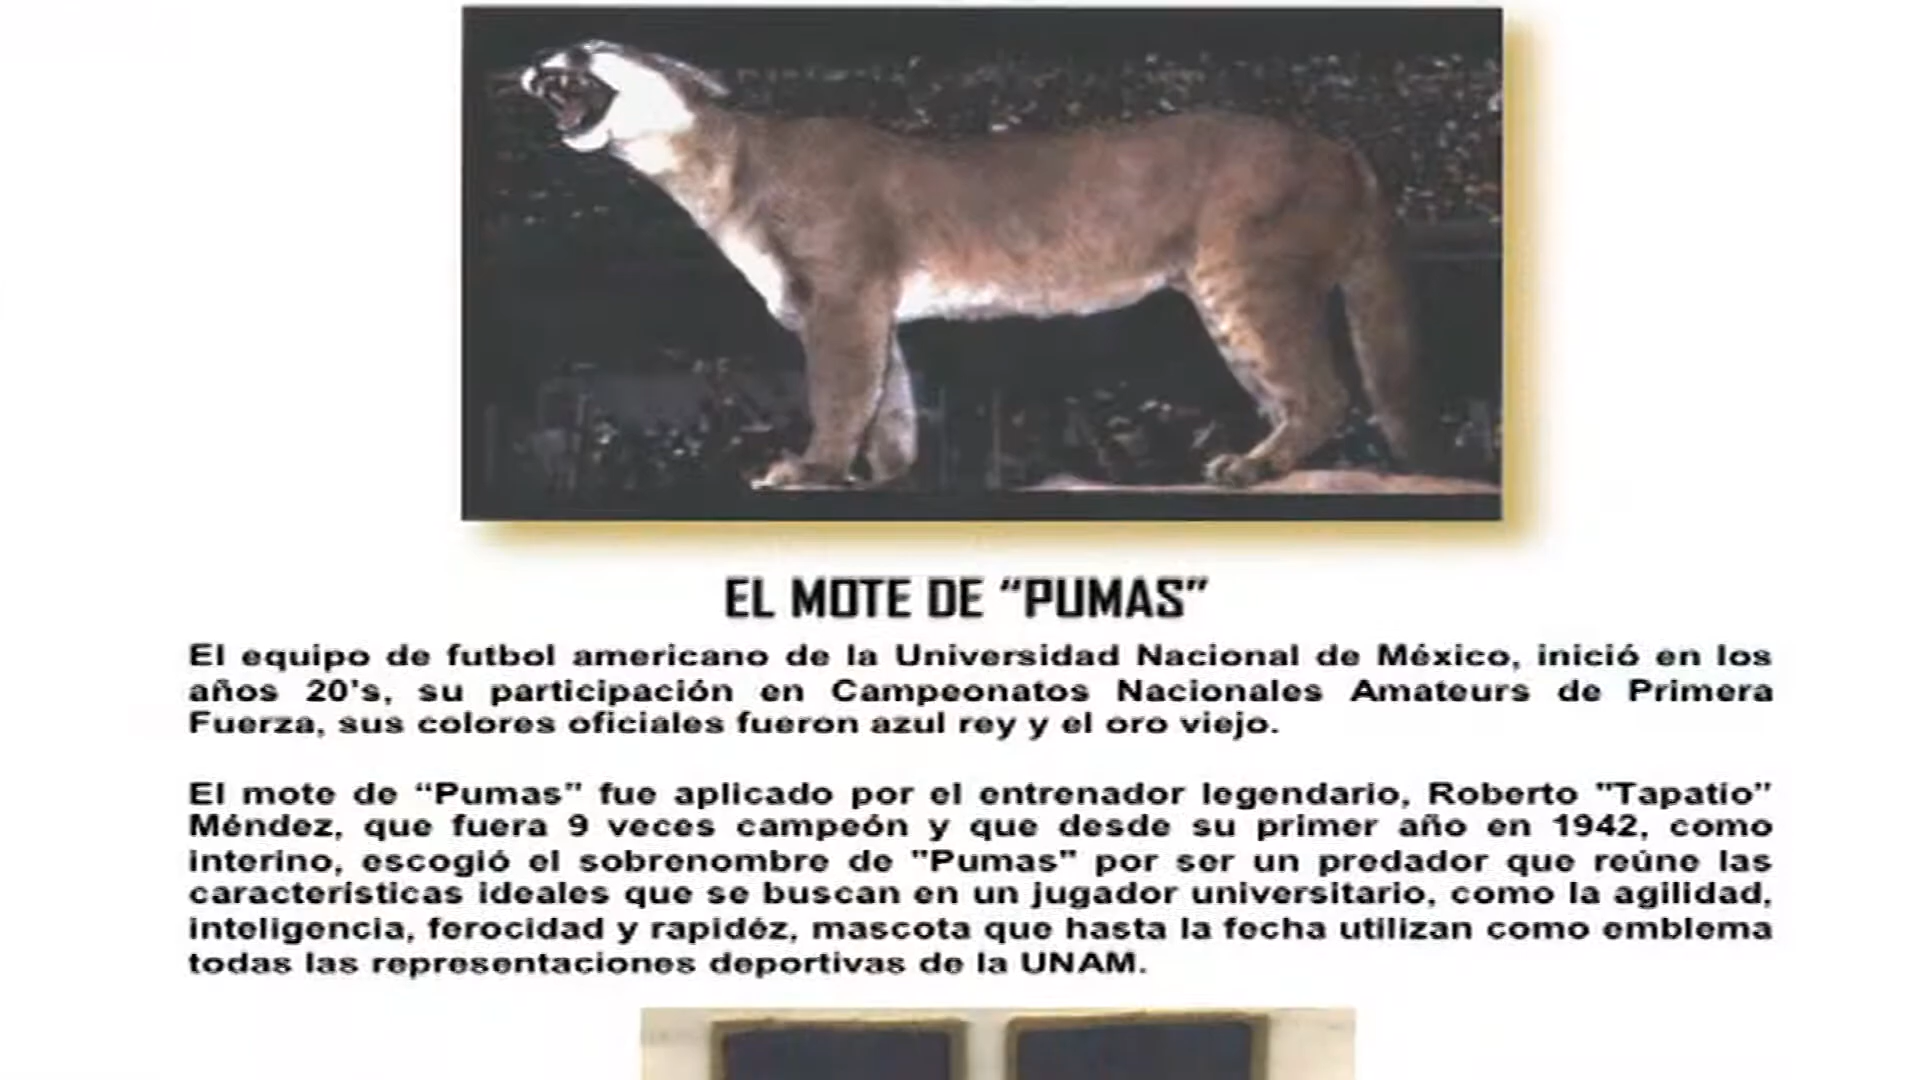 EL MOTE DE “PUMAS”
El equipo de futbol americano de la Universidad Nacional de México, inició en los
años 20's, su participación en Campeonatos Nacionales Amateurs de Primera
Fuerza, sus colores oficiales fueron azul rey y el oro viejo.
El mote de “Pumas” fue aplicado por el entrenador legendario, Roberto "Tapatío"
Méndez, que fuera 9 veces campeón y que desde su primer año en 1942, como
interino, escogió el sobrenombre de "Pumas" por ser un predador que reúne las
características ideales que se buscan en un jugador universitario, como la agilidad,
inteligencia, ferocidad y rapidéz, mascota que hasta la fecha utilizan como emblema
todas las representaciones deportivas de la UNAM.